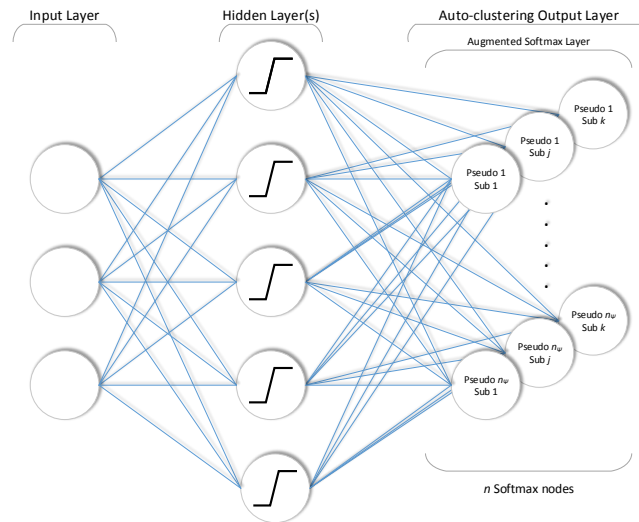 Input Layer
Hidden Layer(s)
Auto-clustering Output Layer
Augmented Softmax Layer
Pseudo 1
Sub k
Pseudo 1
Sub j
Pseudo 1
Sub 1
Pseudo nψ
Sub k
Pseudo nψ
Sub j
Pseudo nψ
Sub 1
n Softmax nodes